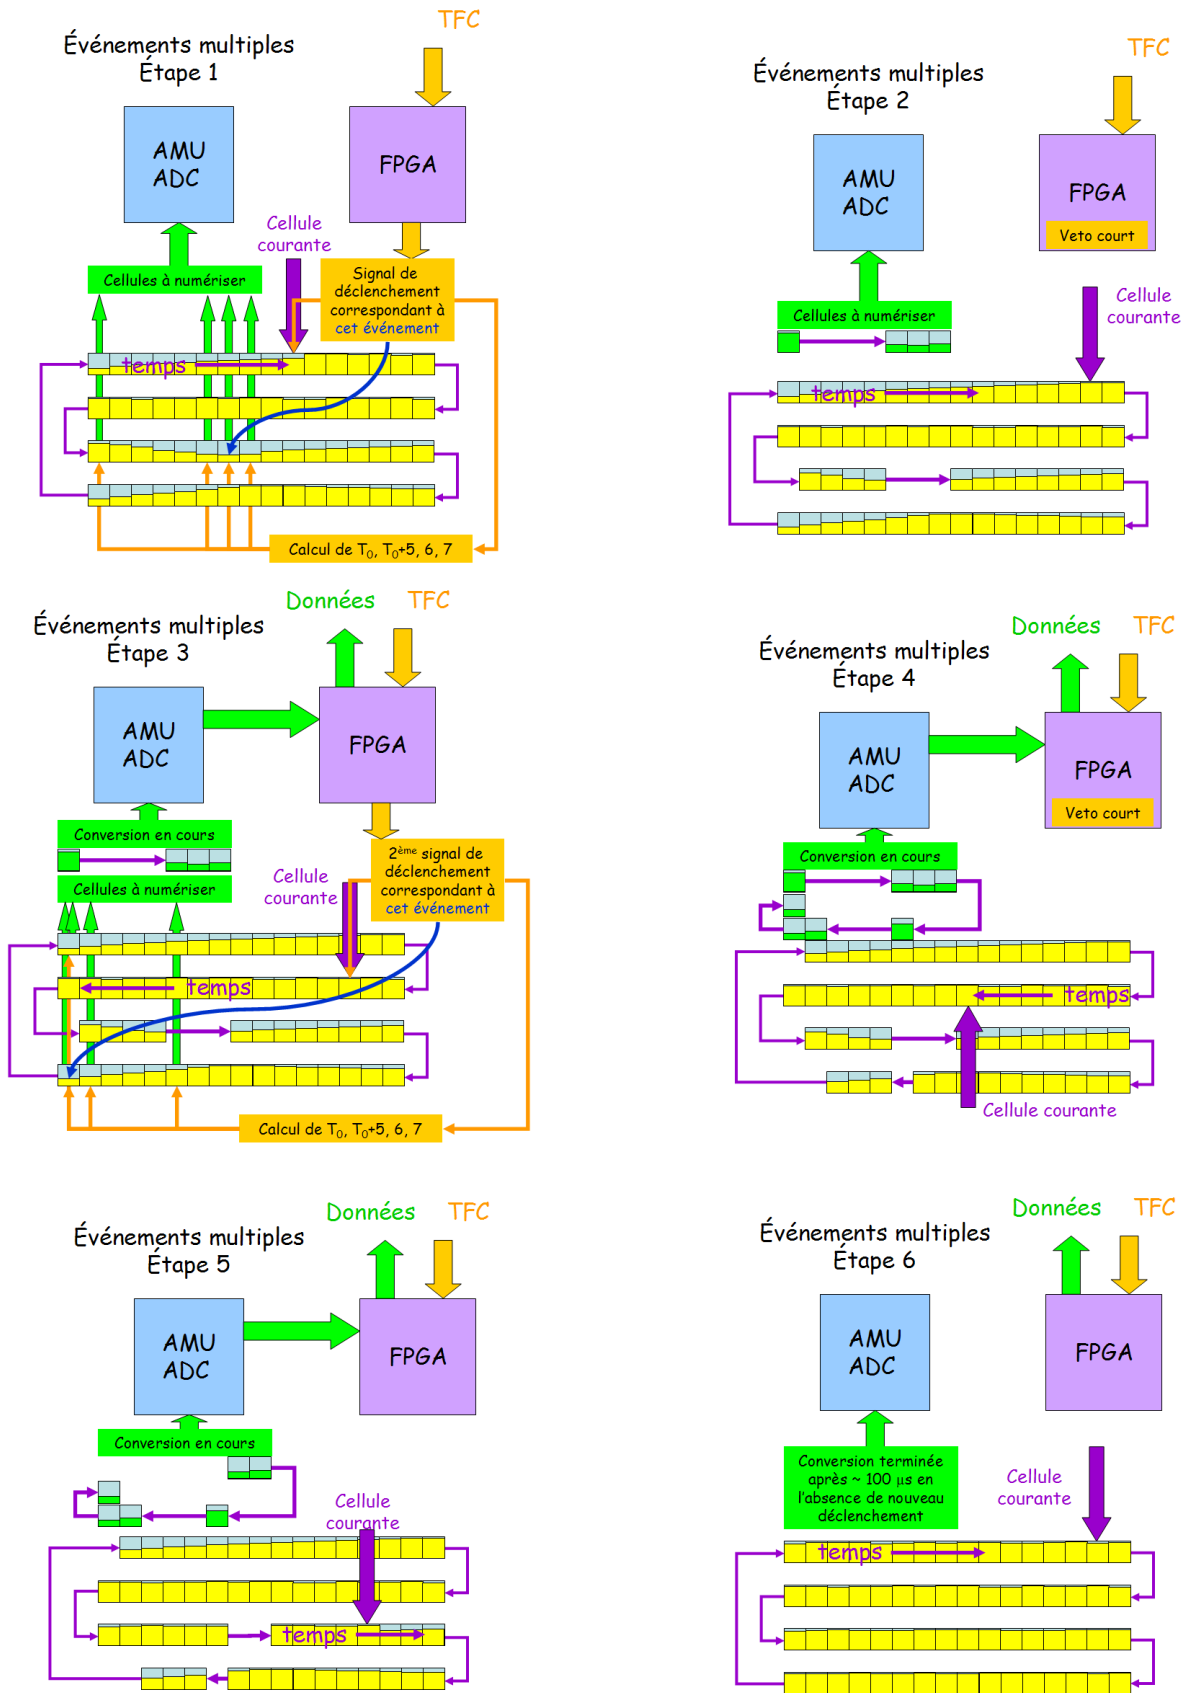 TFC
Événements multiples
Étape 1
AMU
ADC
FPGA
Cellule
courante
Cellules à numériser
Signal de
déclenchement
correspondant à
cet événement
temps
Calcul de T₀, T₀+5, 6, 7
TFC
Événements multiples
Étape 2
AMU
ADC
FPGA
Veto court
Cellules à numériser
Cellule
courante
temps
Données
TFC
Événements multiples
Étape 3
AMU
ADC
FPGA
Conversion en cours
Cellules à numériser
Cellule
courante
2ème signal de
déclenchement
correspondant à
cet événement
temps
Calcul de T₀, T₀+5, 6, 7
Données
TFC
Événements multiples
Étape 4
AMU
ADC
FPGA
Veto court
Conversion en cours
temps
Cellule courante
Données
TFC
Événements multiples
Étape 5
AMU
ADC
FPGA
Conversion en cours
Cellule
courante
temps
Données
TFC
Événements multiples
Étape 6
AMU
ADC
FPGA
Conversion terminée
après ~ 100 μs en
l'absence de nouveau
déclenchement
Cellule
courante
temps